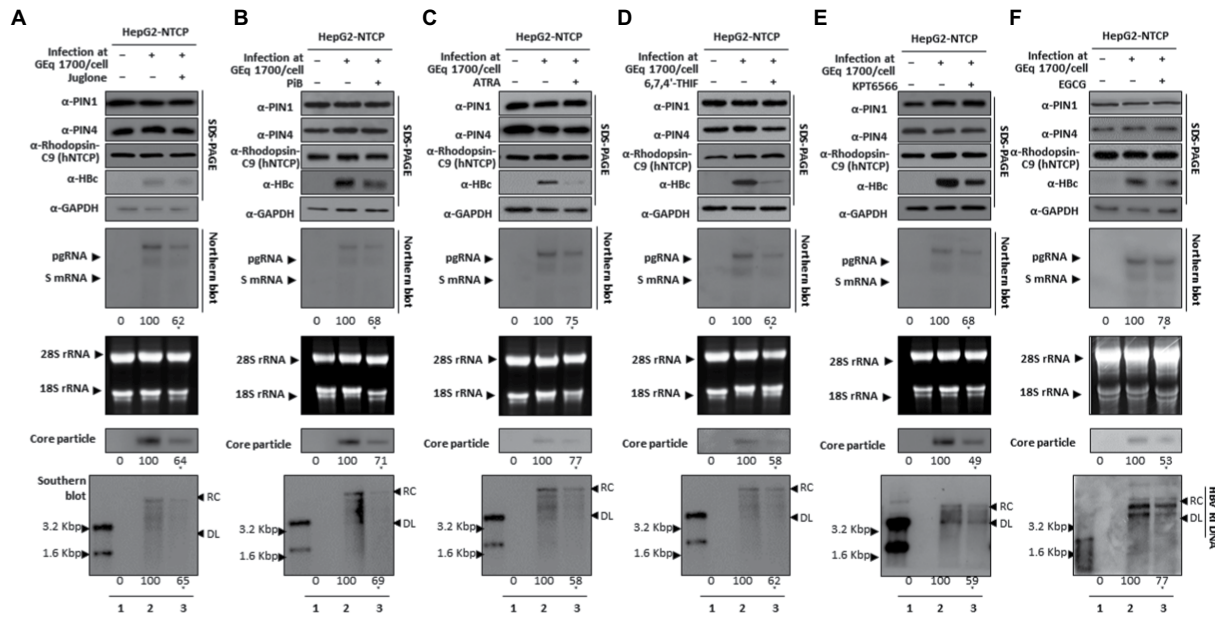 A
HepG2-NTCP
Infection at GEq 1700/cell − + +
Juglone − − +
α-PIN1
α-PIN4
α-Rhodopsin-C9 (hNTCP)
α-HBc
α-GAPDH
SDS-PAGE
pgRNA ▶
S mRNA ▶
Northern blot
0 100 62
*
28S rRNA ▶
18S rRNA ▶
Core particle
0 100 64
*
Southern blot
◀ RC
3.2 Kbp ▶
◀ DL
1.6 Kbp ▶
0 100 65
*
1 2 3
B
HepG2-NTCP
Infection at GEq 1700/cell − + +
PiB − − +
α-PIN1
α-PIN4
α-Rhodopsin-C9 (hNTCP)
α-HBc
α-GAPDH
pgRNA ▶
S mRNA ▶
0 100 68
*
28S rRNA ▶
18S rRNA ▶
Core particle
0 100 71
*
◀ RC
3.2 Kbp ▶
◀ DL
1.6 Kbp ▶
0 100 69
*
1 2 3
C
HepG2-NTCP
Infection at GEq 1700/cell − + +
ATRA − − +
α-PIN1
α-PIN4
α-Rhodopsin-C9 (hNTCP)
α-HBc
α-GAPDH
SDS-PAGE
pgRNA ▶
S mRNA ▶
Northern blot
0 100 75
*
28S rRNA ▶
18S rRNA ▶
Core particle
0 100 77
*
◀ RC
3.2 Kbp ▶
◀ DL
1.6 Kbp ▶
0 100 58
*
1 2 3
D
HepG2-NTCP
Infection at GEq 1700/cell − + +
6,7,4'-THIF − − +
α-PIN1
α-PIN4
α-Rhodopsin-C9 (hNTCP)
α-HBc
α-GAPDH
SDS-PAGE
pgRNA ▶
S mRNA ▶
Northern blot
0 100 62
*
28S rRNA ▶
18S rRNA ▶
Core particle
0 100 58
*
◀ RC
3.2 Kbp ▶
◀ DL
1.6 Kbp ▶
0 100 62
*
1 2 3
E
HepG2-NTCP
Infection at GEq 1700/cell − + +
KPT6566 − − +
α-PIN1
α-PIN4
α-Rhodopsin-C9 (hNTCP)
α-HBc
α-GAPDH
SDS-PAGE
pgRNA ▶
S mRNA ▶
Northern blot
0 100 68
*
28S rRNA ▶
18S rRNA ▶
Core particle
0 100 49
*
◀ RC
3.2 Kbp ▶
◀ DL
1.6 Kbp ▶
0 100 59
*
1 2 3
F
HepG2-NTCP
Infection at GEq 1700/cell − + +
EGCG − − +
α-PIN1
α-PIN4
α-Rhodopsin-C9 (hNTCP)
α-HBc
α-GAPDH
SDS-PAGE
pgRNA ▶
S mRNA ▶
Northern blot
0 100 78
*
28S rRNA ▶
18S rRNA ▶
Core particle
0 100 53
*
◀ RC
3.2 Kbp ▶
◀ DL
1.6 Kbp ▶
DNA
0 100 77
*
1 2 3